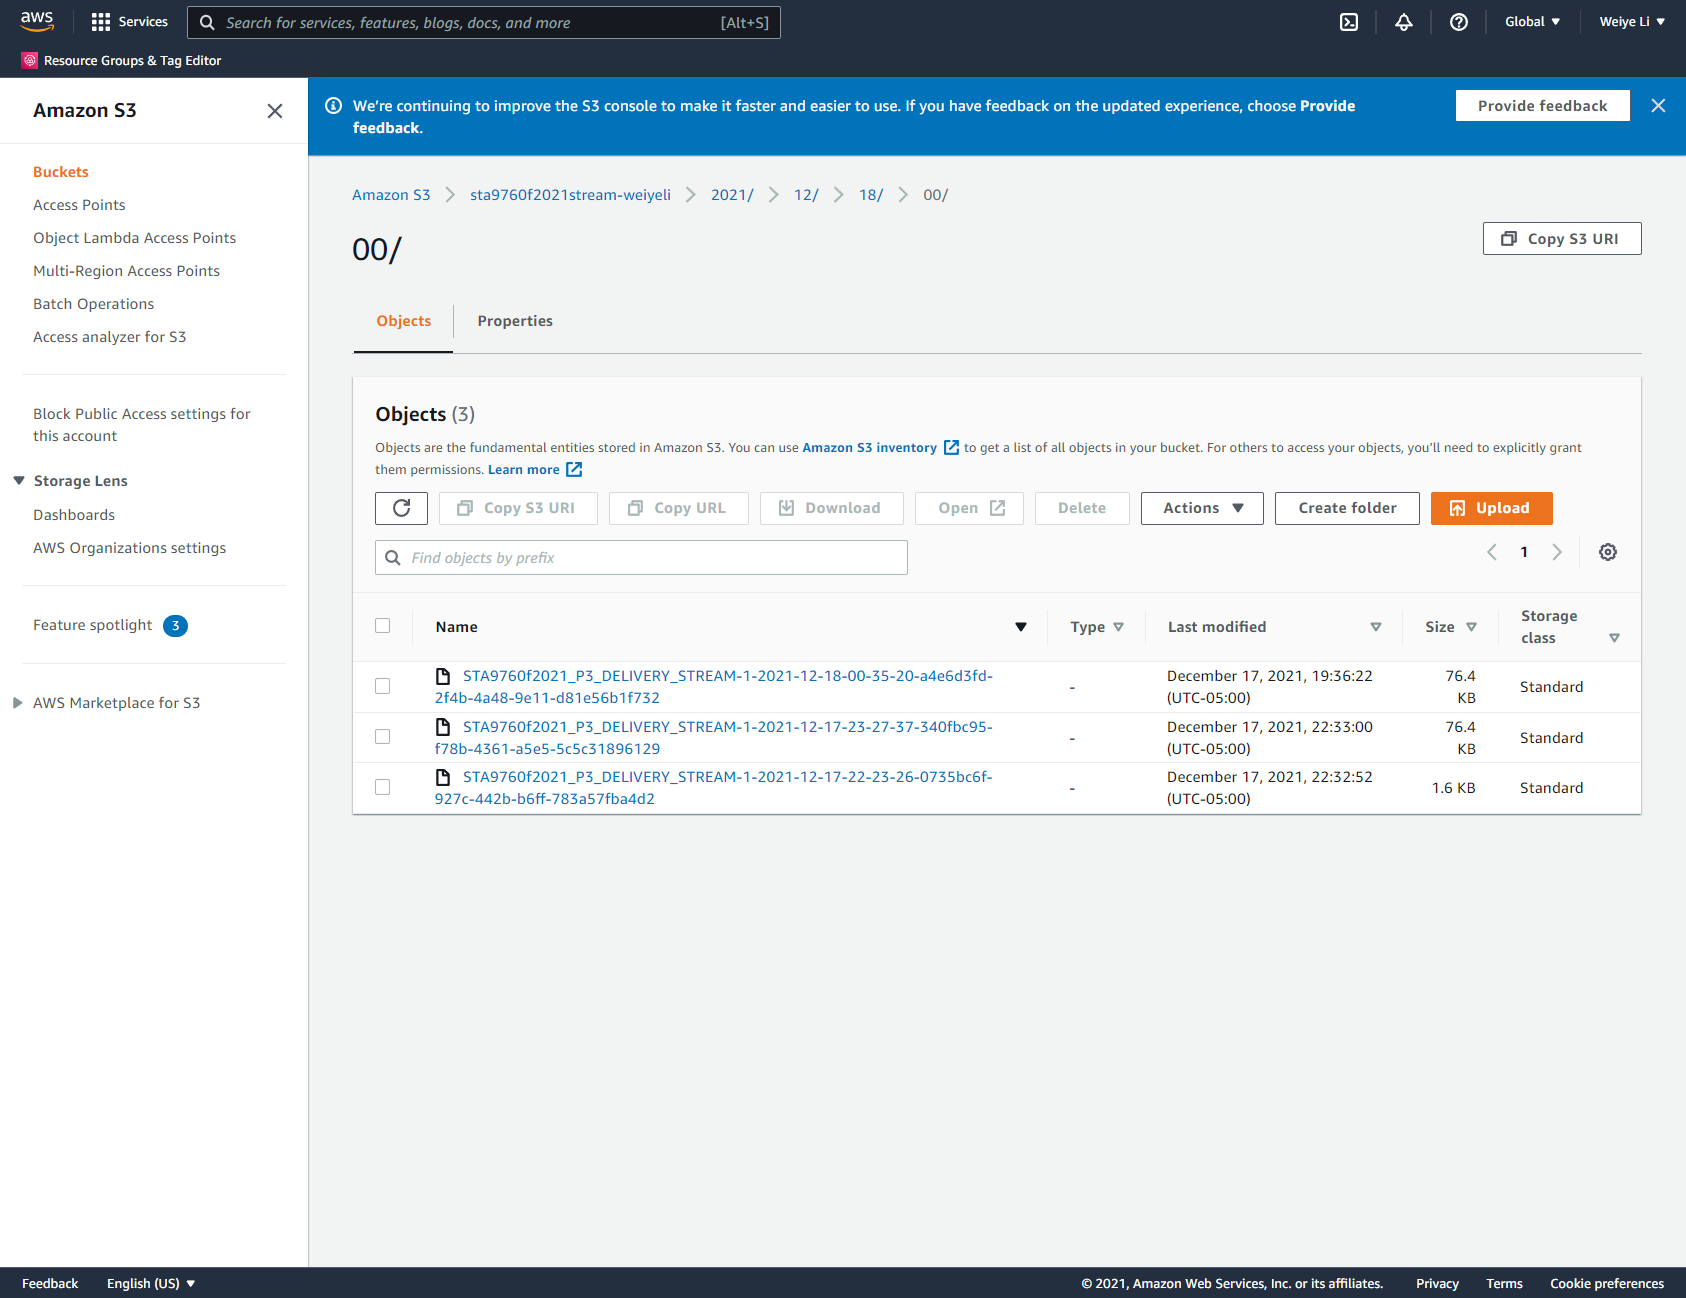 aws
Services
Search for services, features, blogs, docs, and more
[Alt+S]
Global
Weiye Li
Resource Groups & Tag Editor
Amazon S3
Buckets
Access Points
Object Lambda Access Points
Multi-Region Access Points
Batch Operations
Access analyzer for S3
Block Public Access settings for
this account
Storage Lens
Dashboards
AWS Organizations settings
Feature spotlight 3
AWS Marketplace for S3
We're continuing to improve the S3 console to make it faster and easier to use. If you have feedback on the updated experience, choose Provide
feedback.
Provide feedback
Amazon S3
sta9760f2021stream-weiyeli
2021/
12/
18/
00/
00/
Copy S3 URI
Objects
Properties
Objects (3)
Objects are the fundamental entities stored in Amazon S3. You can use Amazon S3 inventory to get a list of all objects in your bucket. For others to access your objects, you'll need to explicitly grant
them permissions. Learn more
Copy S3 URI
Copy URL
Download
Open
Delete
Actions
Create folder
Upload
Find objects by prefix
1
Name
Type
Last modified
Size
Storage
class
STA9760f2021_P3_DELIVERY_STREAM-1-2021-12-18-00-35-20-a4e6d3fd-
2f4b-4a48-9e11-d81e56b1f732
-
December 17, 2021, 19:36:22
(UTC-05:00)
76.4
KB
Standard
STA9760f2021_P3_DELIVERY_STREAM-1-2021-12-17-23-27-37-340fbc95-
f78b-4361-a5e5-5c5c31896129
-
December 17, 2021, 22:33:00
(UTC-05:00)
76.4
KB
Standard
STA9760f2021_P3_DELIVERY_STREAM-1-2021-12-17-22-23-26-0735bc6f-
927c-442b-b6ff-783a57fba4d2
-
December 17, 2021, 22:32:52
(UTC-05:00)
1.6 KB
Standard
Feedback
English (US)
© 2021, Amazon Web Services, Inc. or its affiliates.
Privacy
Terms
Cookie preferences